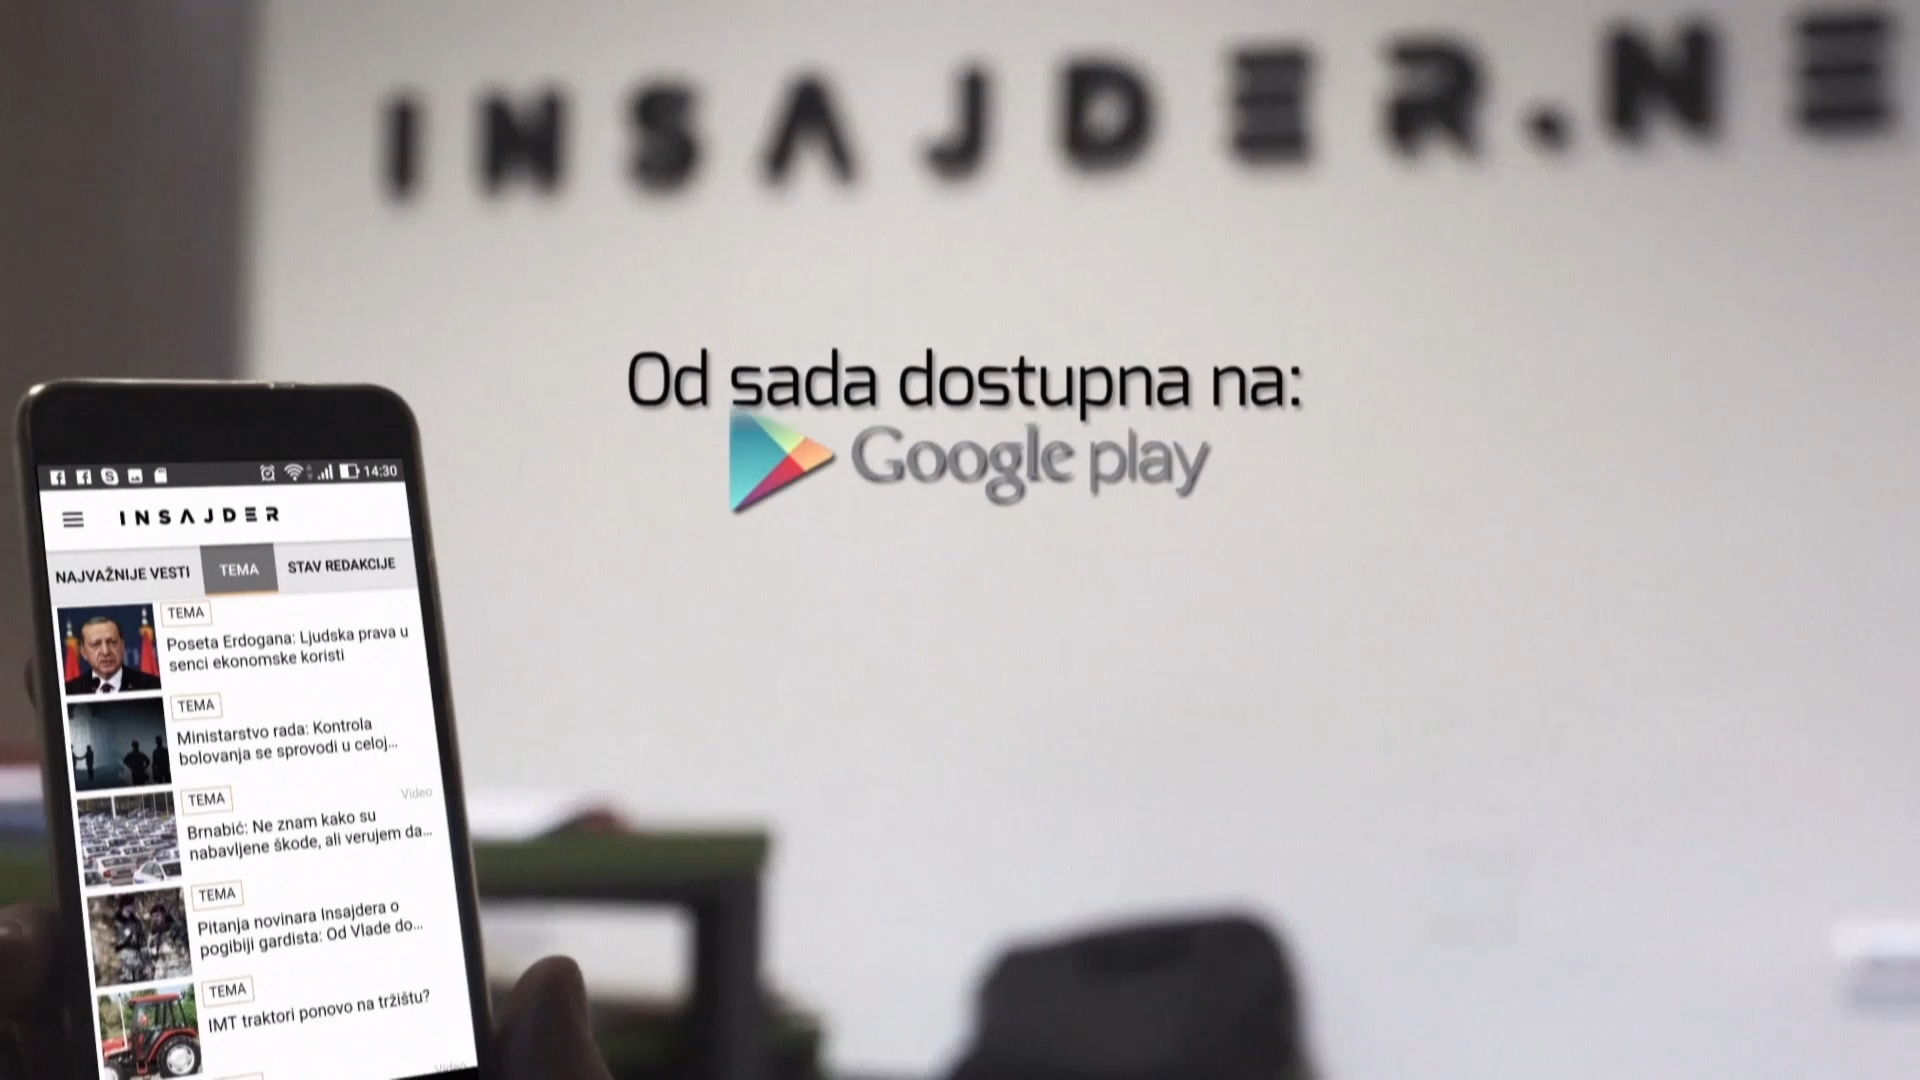 INSAJDER.NE
Od sada dostupna na:
Google play
14:30
INSAJDER
NAJVAŽNIJE VESTI
TEMA
STAV REDAKCIJE
TEMA
Poseta Erdogana: Ljudska prava u
senci ekonomske koristi
TEMA
Ministarstvo rada: Kontrola
bolovanja se sprovodi u celoj...
TEMA
Video
Brnabić: Ne znam kako su
nabavljene škode, ali verujem da...
TEMA
Pitanja novinara Insajdera o
pogibiji gardista: Od Vlade do...
TEMA
IMT traktori ponovo na tržištu?
Video